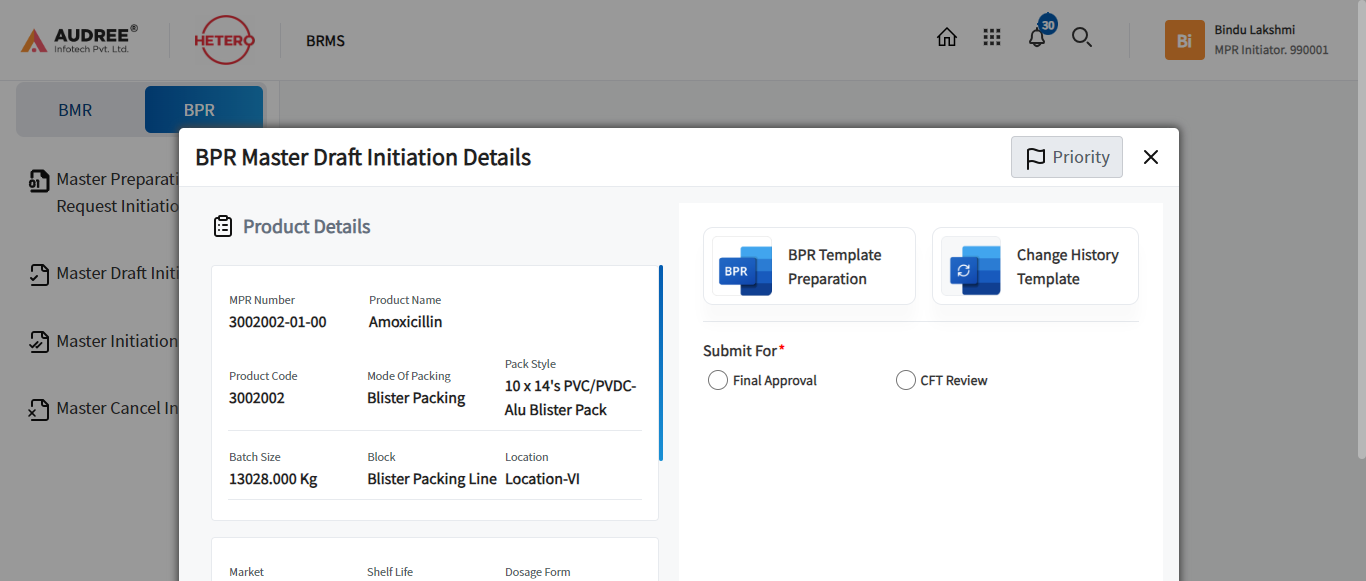 AUDREE®
Infotech Pvt. Ltd.
HETERO
BRMS
30
Bi
Bindu Lakshmi
MPR Initiator. 990001
BMR
BPR
Master Preparati
Request Initiatio
Master Draft Initi
Master Initiation
Master Cancel In
BPR Master Draft Initiation Details
Priority
Product Details
MPR Number
Product Name
3002002-01-00
Amoxicillin
Product Code
Mode Of Packing
Pack Style
3002002
Blister Packing
10 x 14's PVC/PVDC-
Alu Blister Pack
Batch Size
Block
Location
13028.000 Kg
Blister Packing Line
Location-VI
Market
Shelf Life
Dosage Form
BPR
BPR Template
Preparation
Change History
Template
Submit For*
Final Approval
CFT Review